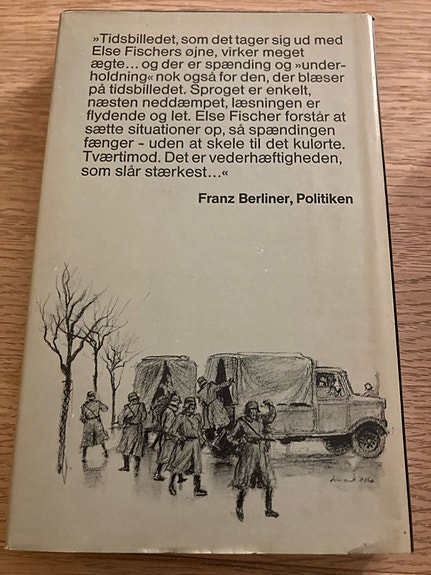 »Tidsbilledet, som det tager sig ud med
Else Fischers øjne, virker meget
ægte... og der er spænding og »under-
holdning« nok også for den, der blæser
på tidsbilledet. Sproget er enkelt,
næsten neddæmpet, læsningen er
flydende og let. Else Fischer forstår at
sætte situationer op, så spændingen
fænger - uden at skele til det kulørte.
Tværtimod. Det er vederhæftigheden,
som slår stærkest...«
Franz Berliner, Politiken